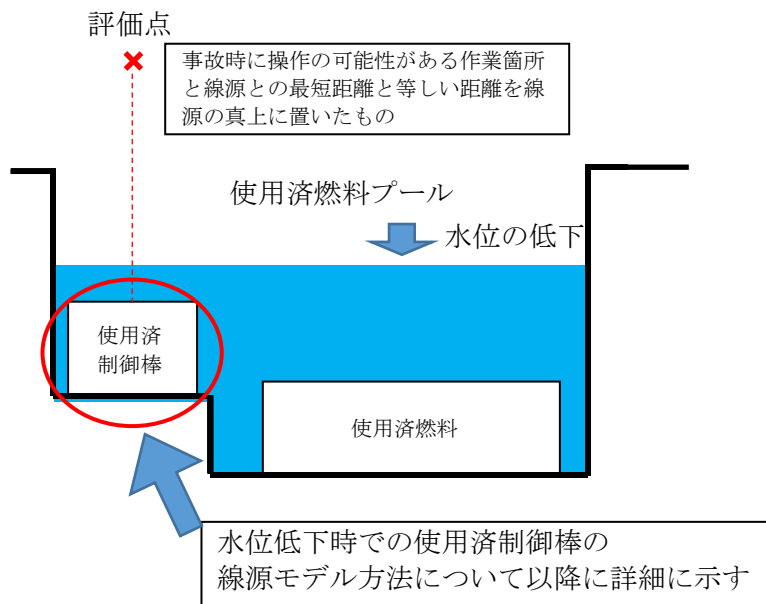 評価点
事故時に操作の可能性がある作業箇所
と線源との最短距離と等しい距離を線
源の真上に置いたもの
使用済燃料プール
水位の低下
使用済
制御棒
使用済燃料
水位低下時での使用済制御棒の
線源モデル方法について以降に詳細に示す